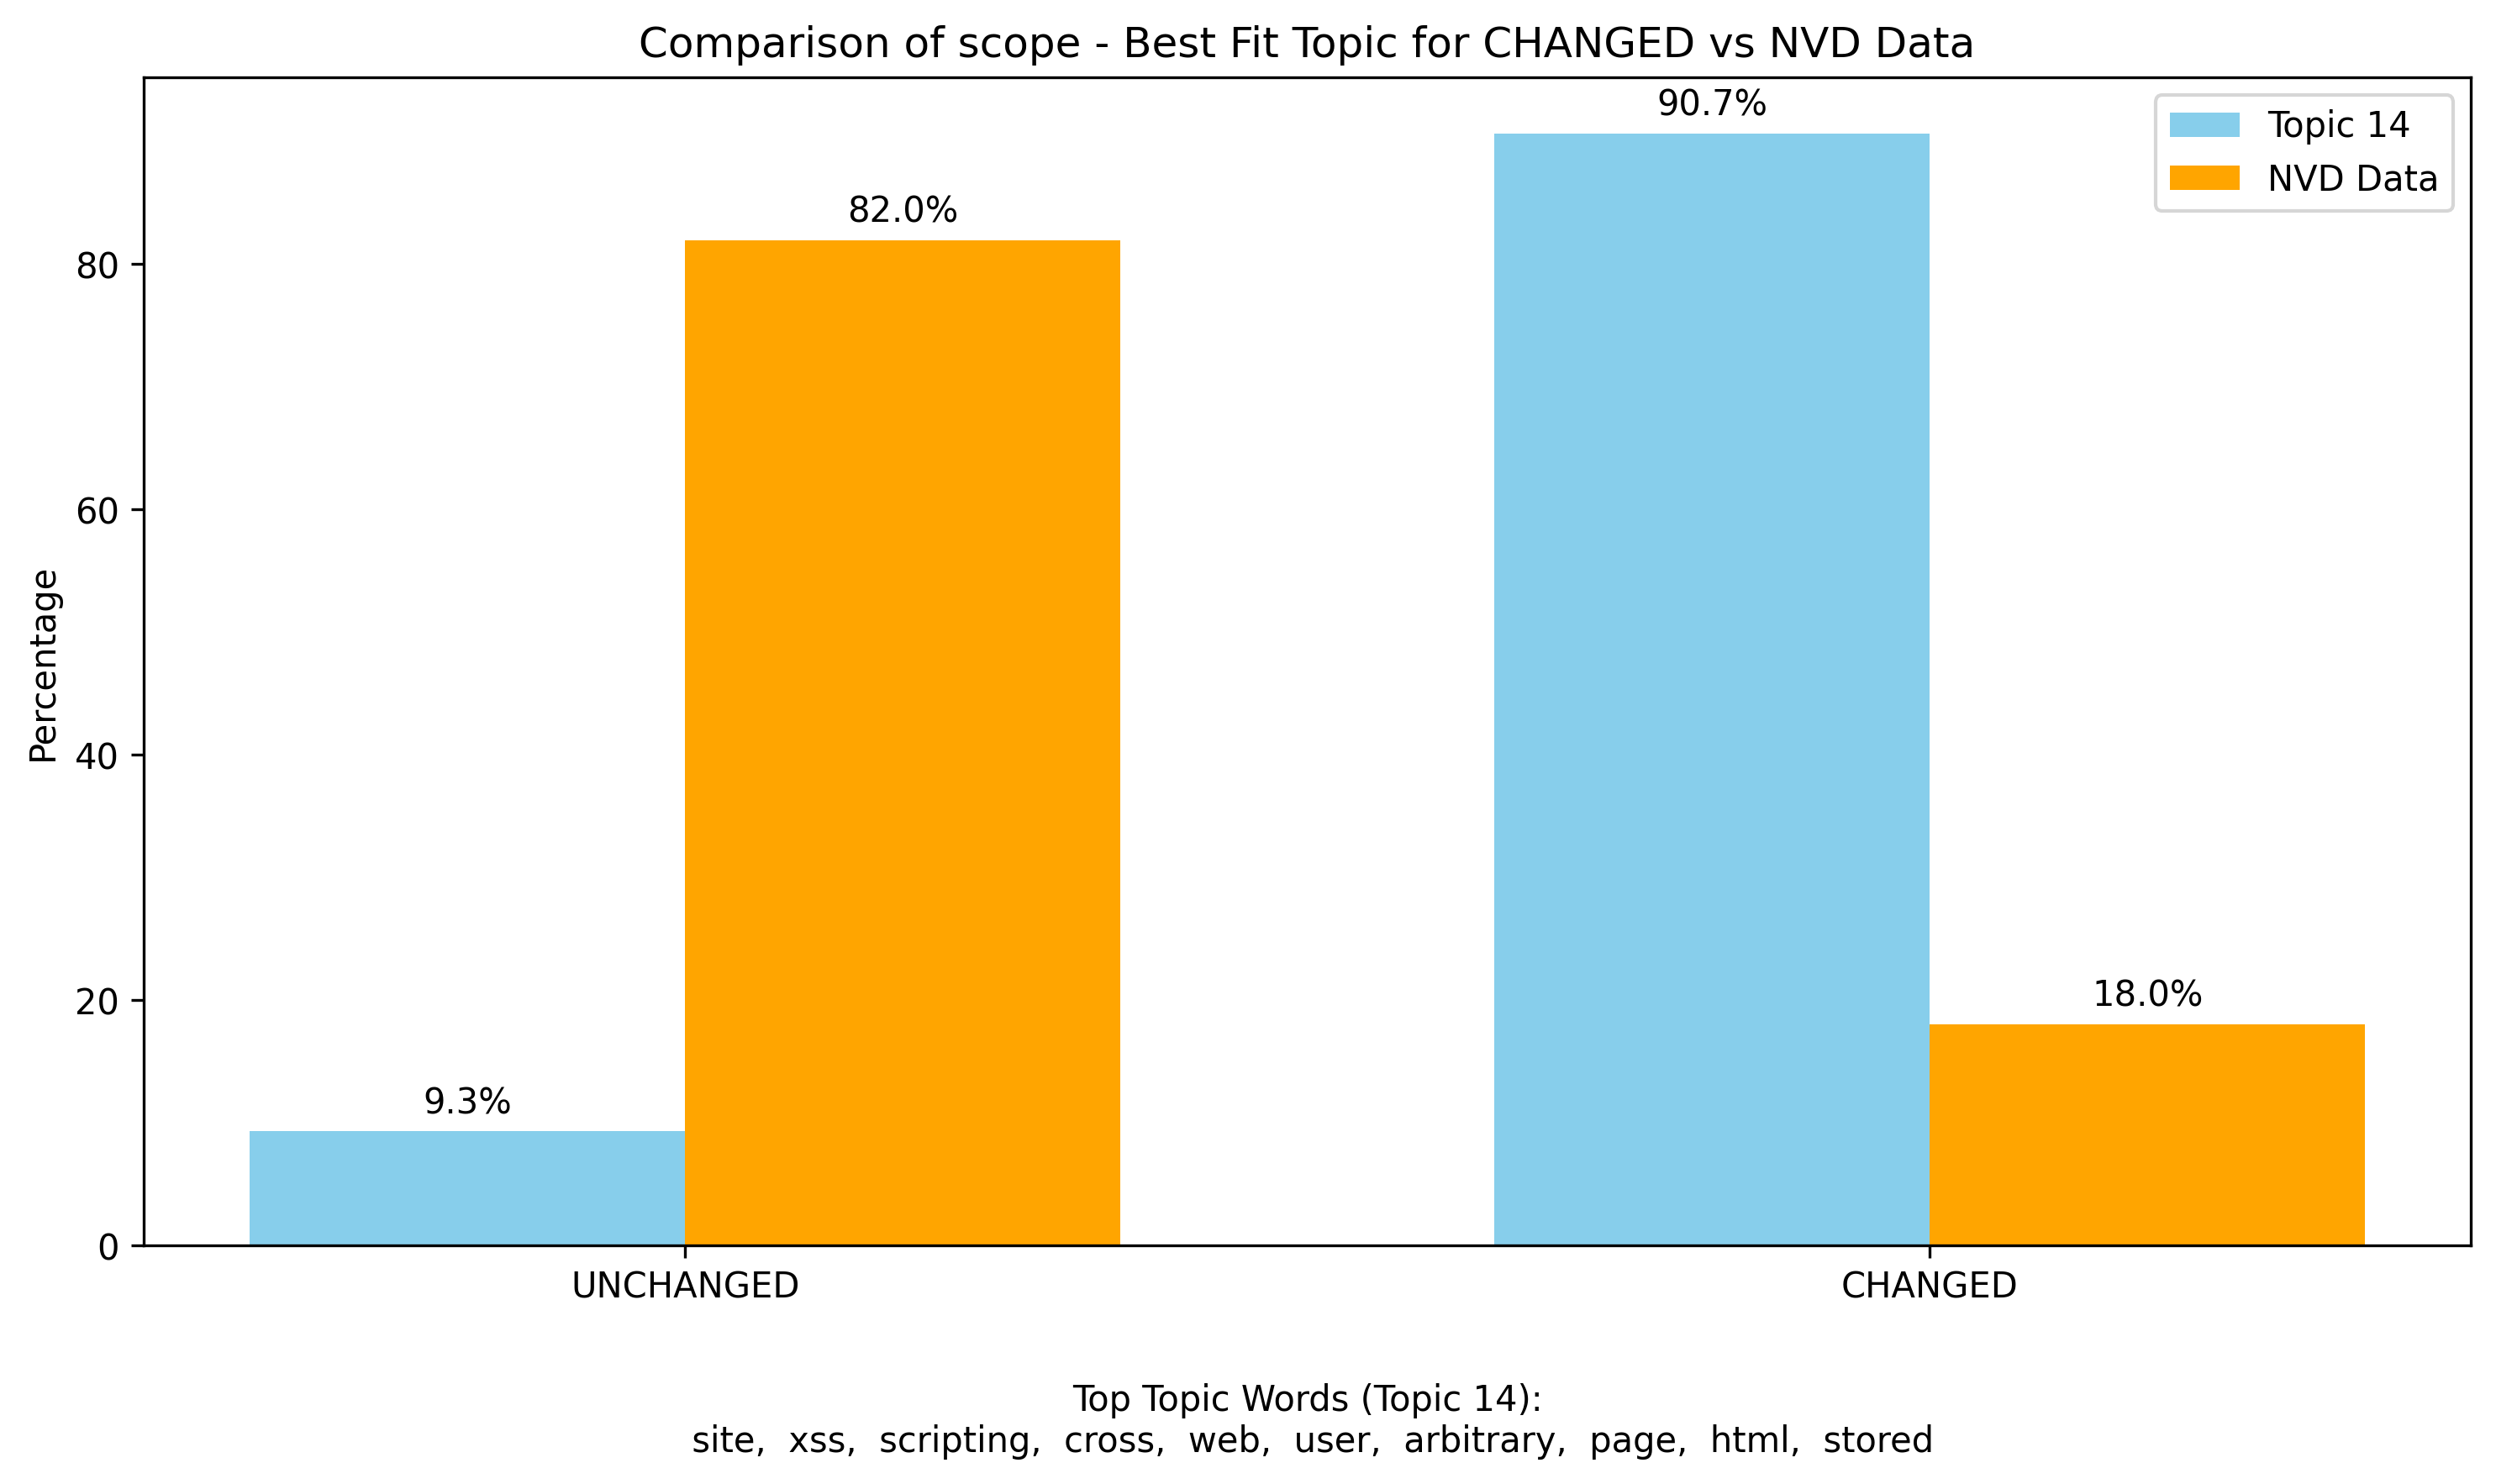 Comparison of scope - Best Fit Topic for CHANGED vs NVD Data
90.7%
Topic 14
NVD Data
82.0%
80
60
Percentage
40
20
18.0%
9.3%
0
UNCHANGED
CHANGED
Top Topic Words (Topic 14):
site, xss, scripting, cross, web, user, arbitrary, page, html, stored